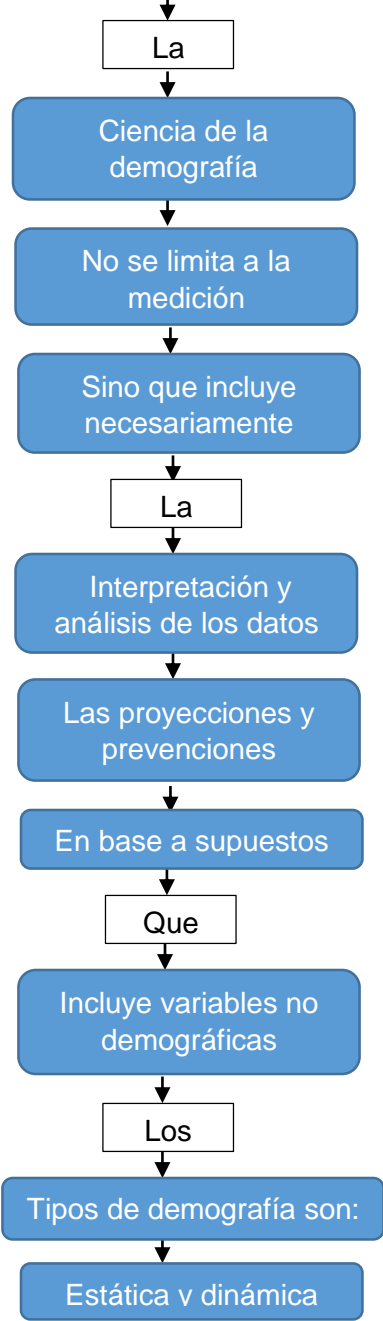 La
Ciencia de la
demografía
No se limita a la
medición
Sino que incluye
necesariamente
La
Interpretación y
análisis de los datos
Las proyecciones y
prevenciones
En base a supuestos
Que
Incluye variables no
demográficas
Los
Tipos de demografía son:
Estática y dinámica